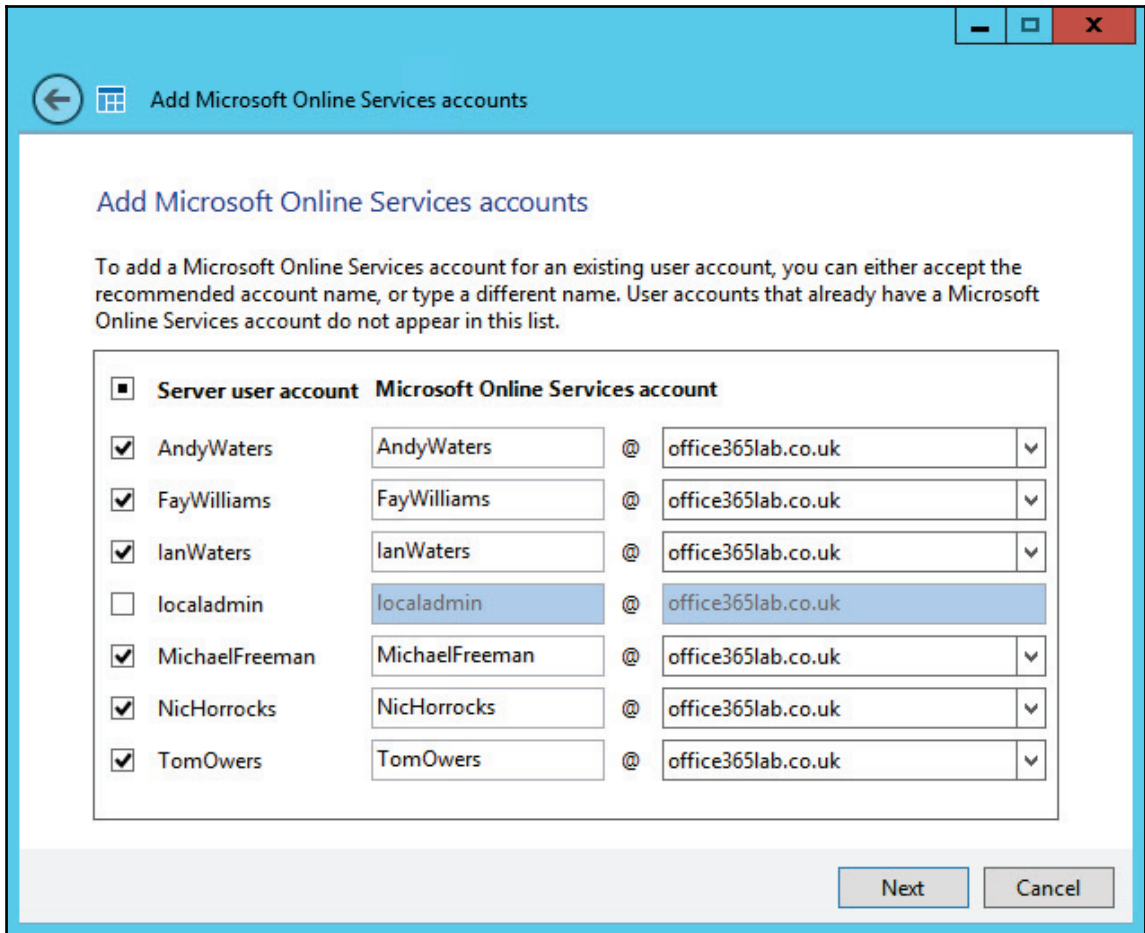 Add Microsoft Online Services accounts
Add Microsoft Online Services accounts
To add a Microsoft Online Services account for an existing user account, you can either accept the
recommended account name, or type a different name. User accounts that already have a Microsoft
Online Services account do not appear in this list.
Server user account Microsoft Online Services account
AndyWaters AndyWaters @ office365lab.co.uk
FayWilliams FayWilliams @ office365lab.co.uk
IanWaters IanWaters @ office365lab.co.uk
localadmin localadmin @ office365lab.co.uk
MichaelFreeman MichaelFreeman @ office365lab.co.uk
NicHorrocks NicHorrocks @ office365lab.co.uk
TomOwers TomOwers @ office365lab.co.uk
Next Cancel